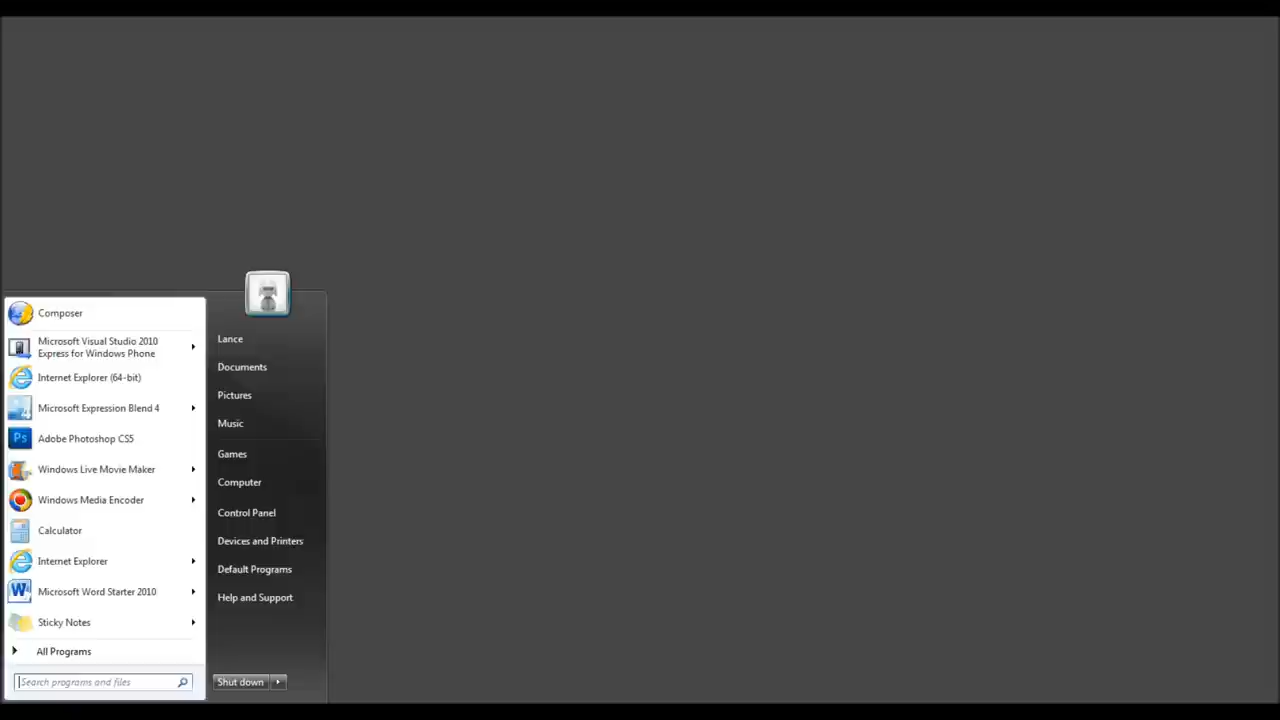 Composer
Microsoft Visual Studio 2010
Express for Windows Phone
Internet Explorer (64-bit)
Microsoft Expression Blend 4
Ps
Adobe Photoshop CS5
Windows Live Movie Maker
Windows Media Encoder
Calculator
Internet Explorer
W
Microsoft Word Starter 2010
Sticky Notes
All Programs
Search programs and files
Lance
Documents
Pictures
Music
Games
Computer
Control Panel
Devices and Printers
Default Programs
Help and Support
Shut down